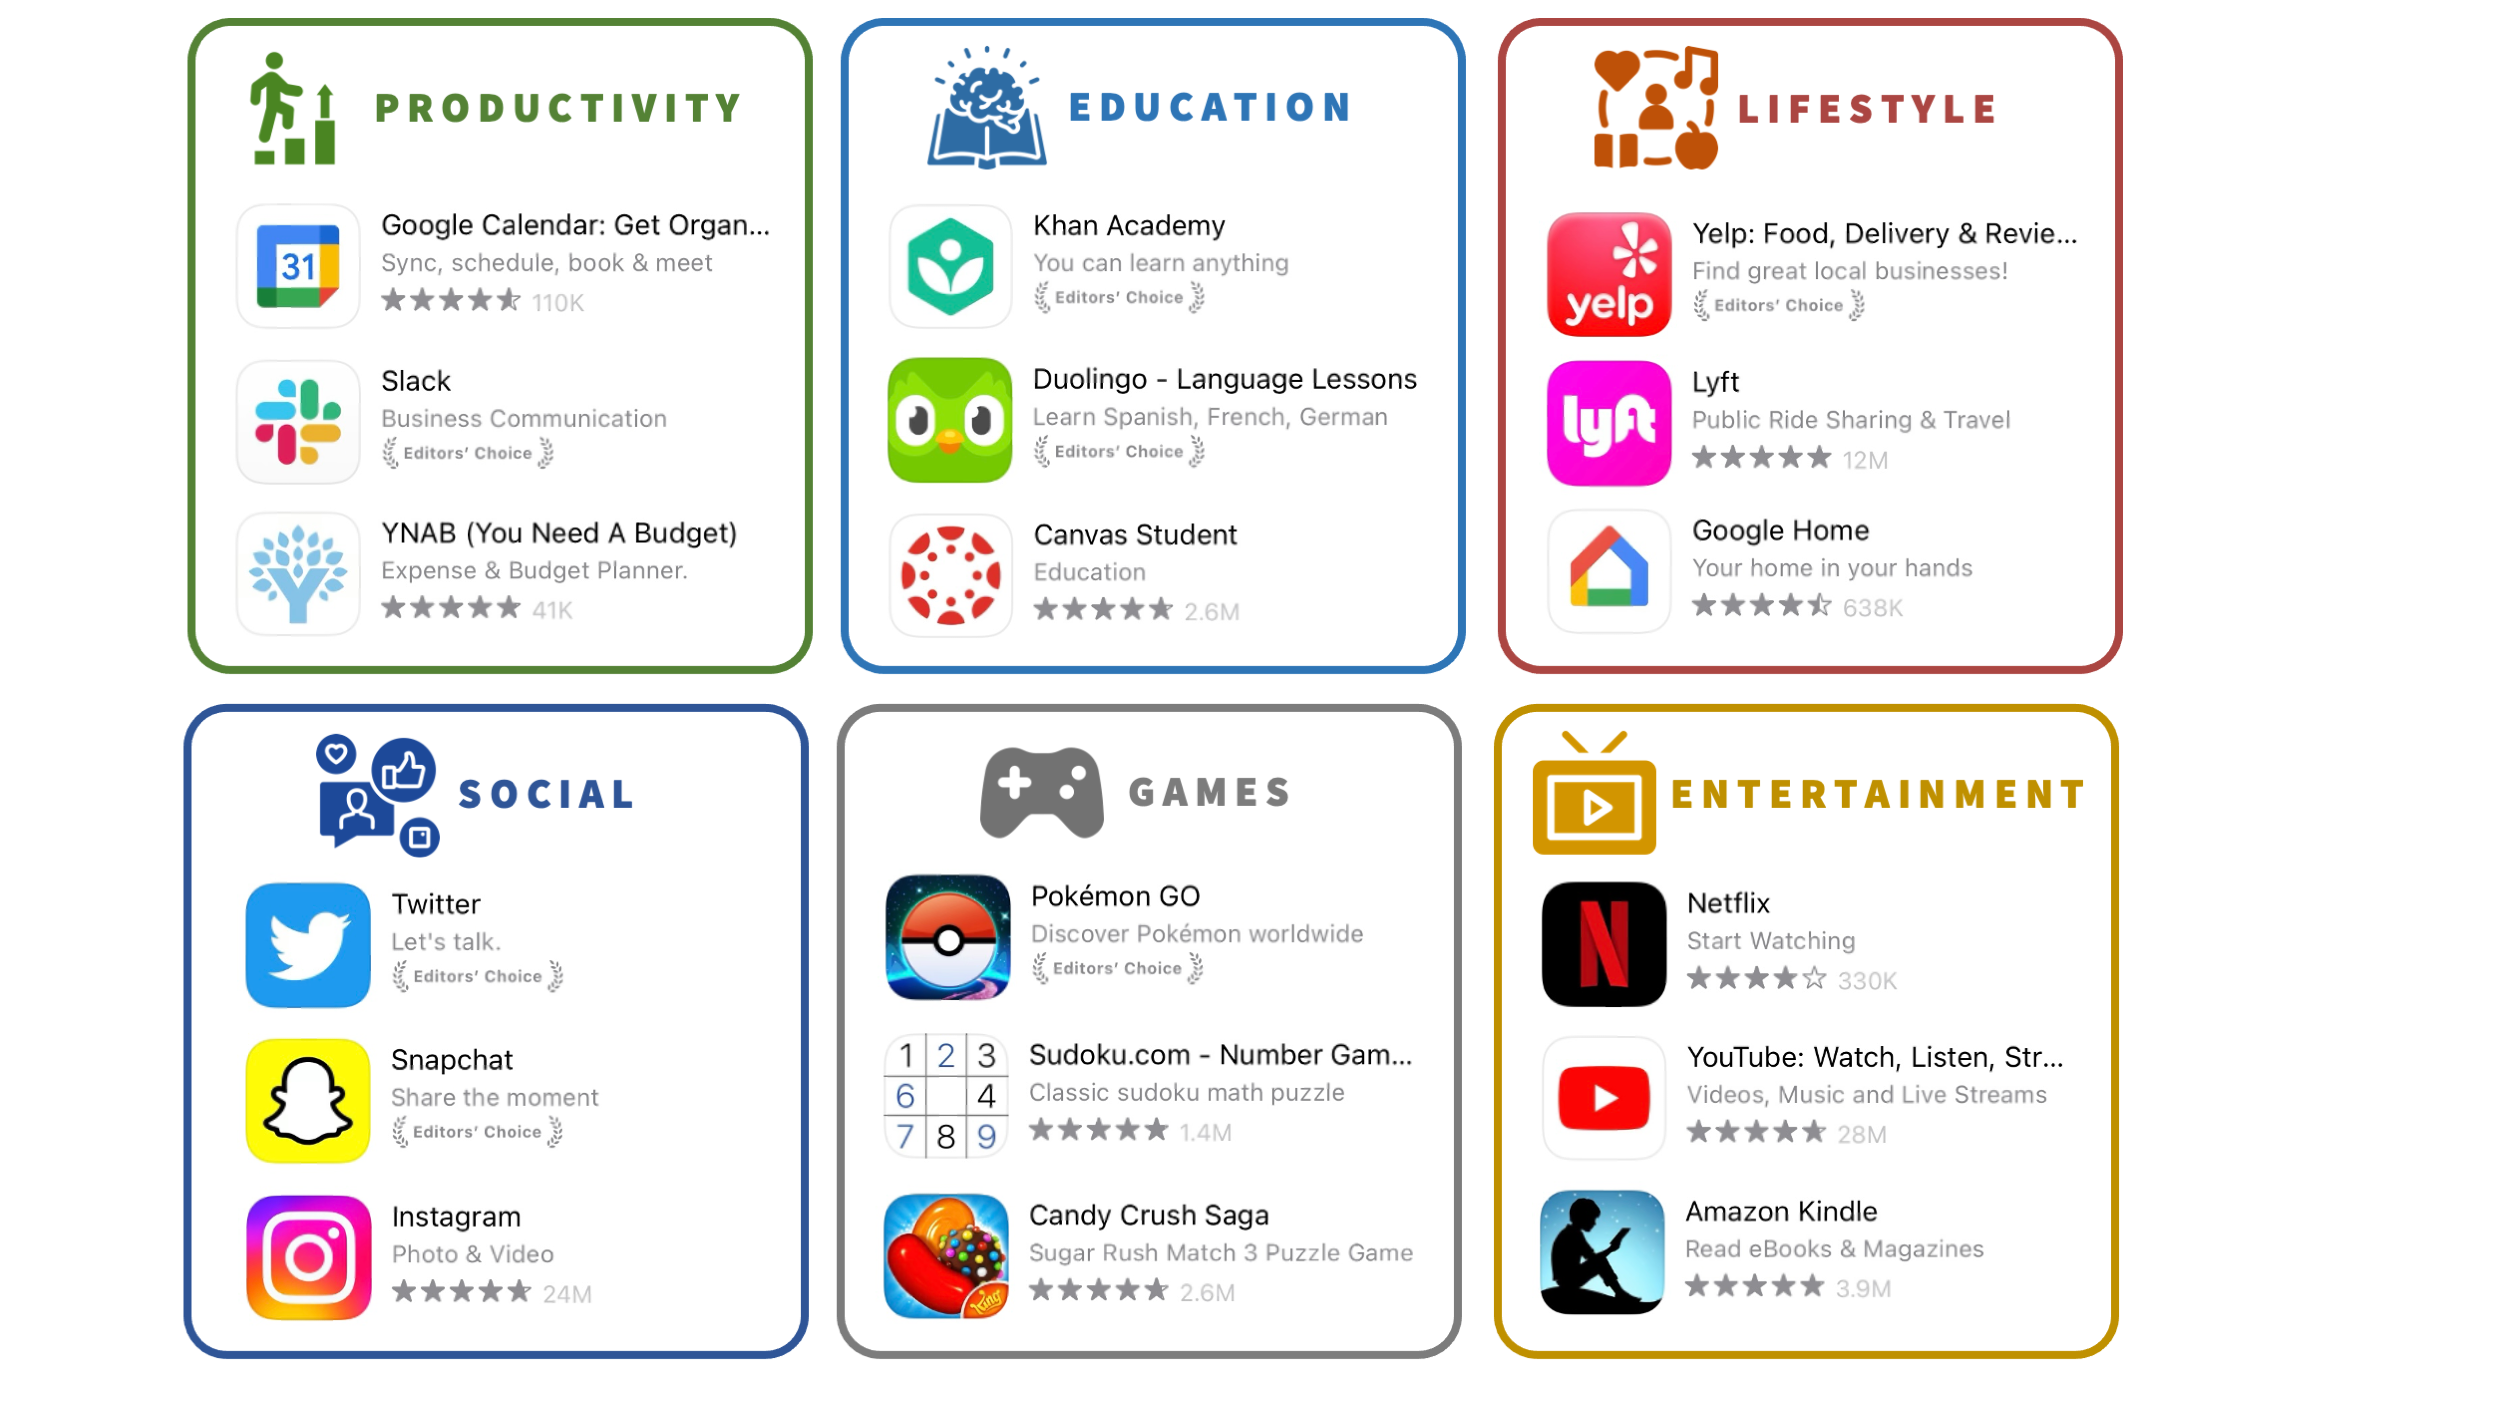 PRODUCTIVITY
31
Google Calendar: Get Organ...
Sync, schedule, book & meet
110K
Slack
Business Communication
Editors' Choice
YNAB (You Need A Budget)
Expense & Budget Planner.
41K
EDUCATION
Khan Academy
You can learn anything
Editors' Choice
Duolingo - Language Lessons
Learn Spanish, French, German
Editors' Choice
Canvas Student
Education
2.6M
LIFESTYLE
yelp
Yelp: Food, Delivery & Revie...
Find great local businesses!
Editors' Choice
lyft
Lyft
Public Ride Sharing & Travel
12M
Google Home
Your home in your hands
638K
SOCIAL
Twitter
Let's talk.
Editors' Choice
Snapchat
Share the moment
Editors' Choice
Instagram
Photo & Video
24M
GAMES
Pokémon GO
Discover Pokémon worldwide
Editors' Choice
1 2 3
6 4
7 8 9
Sudoku.com - Number Gam...
Classic sudoku math puzzle
1.4M
King
Candy Crush Saga
Sugar Rush Match 3 Puzzle Game
2.6M
ENTERTAINMENT
N
Netflix
Start Watching
330K
YouTube: Watch, Listen, Str...
Videos, Music and Live Streams
28M
Amazon Kindle
Read eBooks & Magazines
3.9M